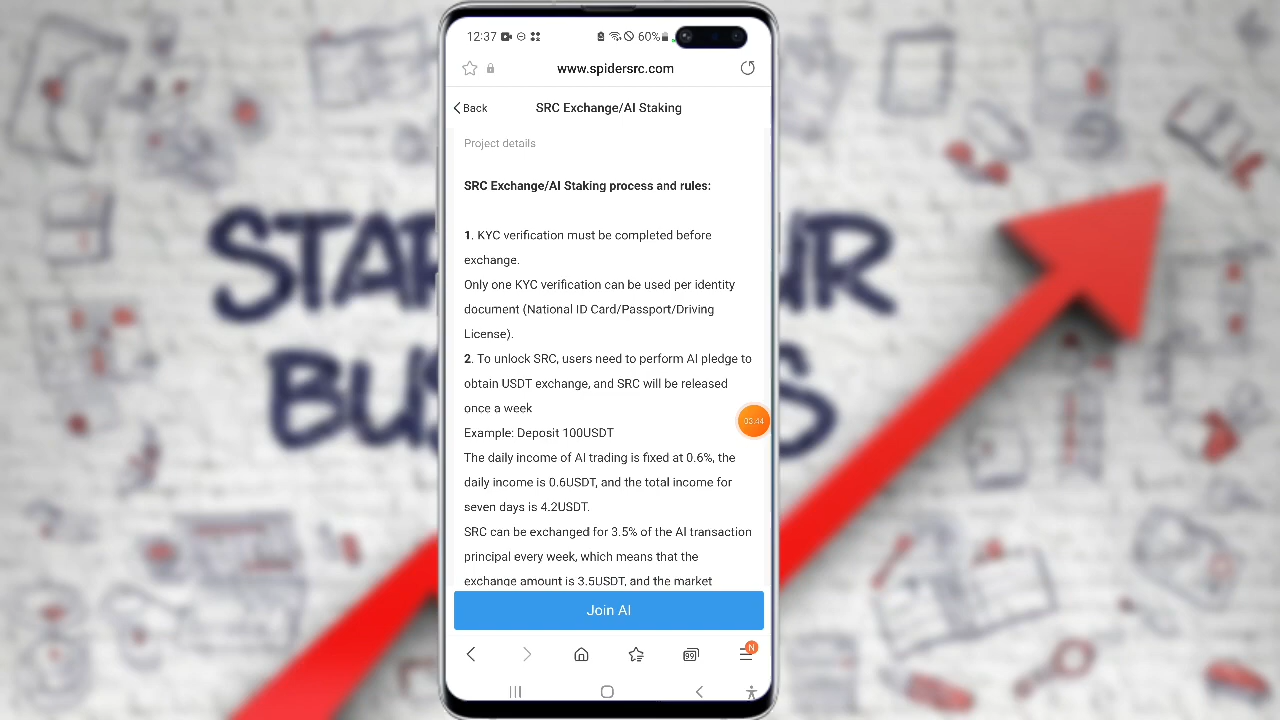 12:37
60%
www.spidersrc.com
Back
SRC Exchange/AI Staking
Project details
SRC Exchange/AI Staking process and rules:
1. KYC verification must be completed before
exchange.
Only one KYC verification can be used per identity
document (National ID Card/Passport/Driving
License).
2. To unlock SRC, users need to perform AI pledge to
obtain USDT exchange, and SRC will be released
once a week
Example: Deposit 100USDT
03:44
The daily income of AI trading is fixed at 0.6%, the
daily income is 0.6USDT, and the total income for
seven days is 4.2USDT.
SRC can be exchanged for 3.5% of the AI transaction
principal every week, which means that the
exchange amount is 3.5USDT, and the market
Join AI
99
N